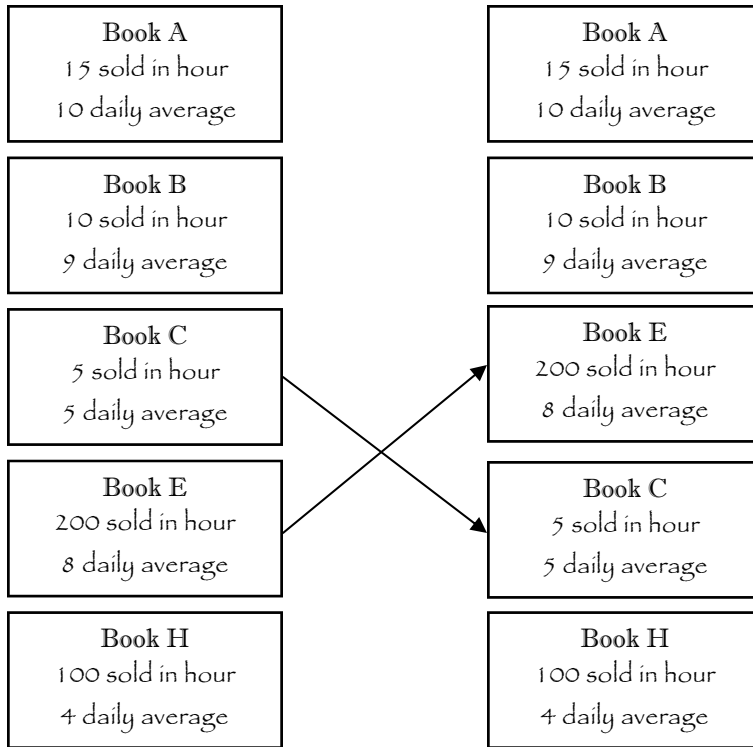 Book A
15 sold in hour
10 daily average
Book B
10 sold in hour
9 daily average
Book C
5 sold in hour
5 daily average
Book E
200 sold in hour
8 daily average
Book H
100 sold in hour
4 daily average
Book A
15 sold in hour
10 daily average
Book B
10 sold in hour
9 daily average
Book E
200 sold in hour
8 daily average
Book C
5 sold in hour
5 daily average
Book H
100 sold in hour
4 daily average